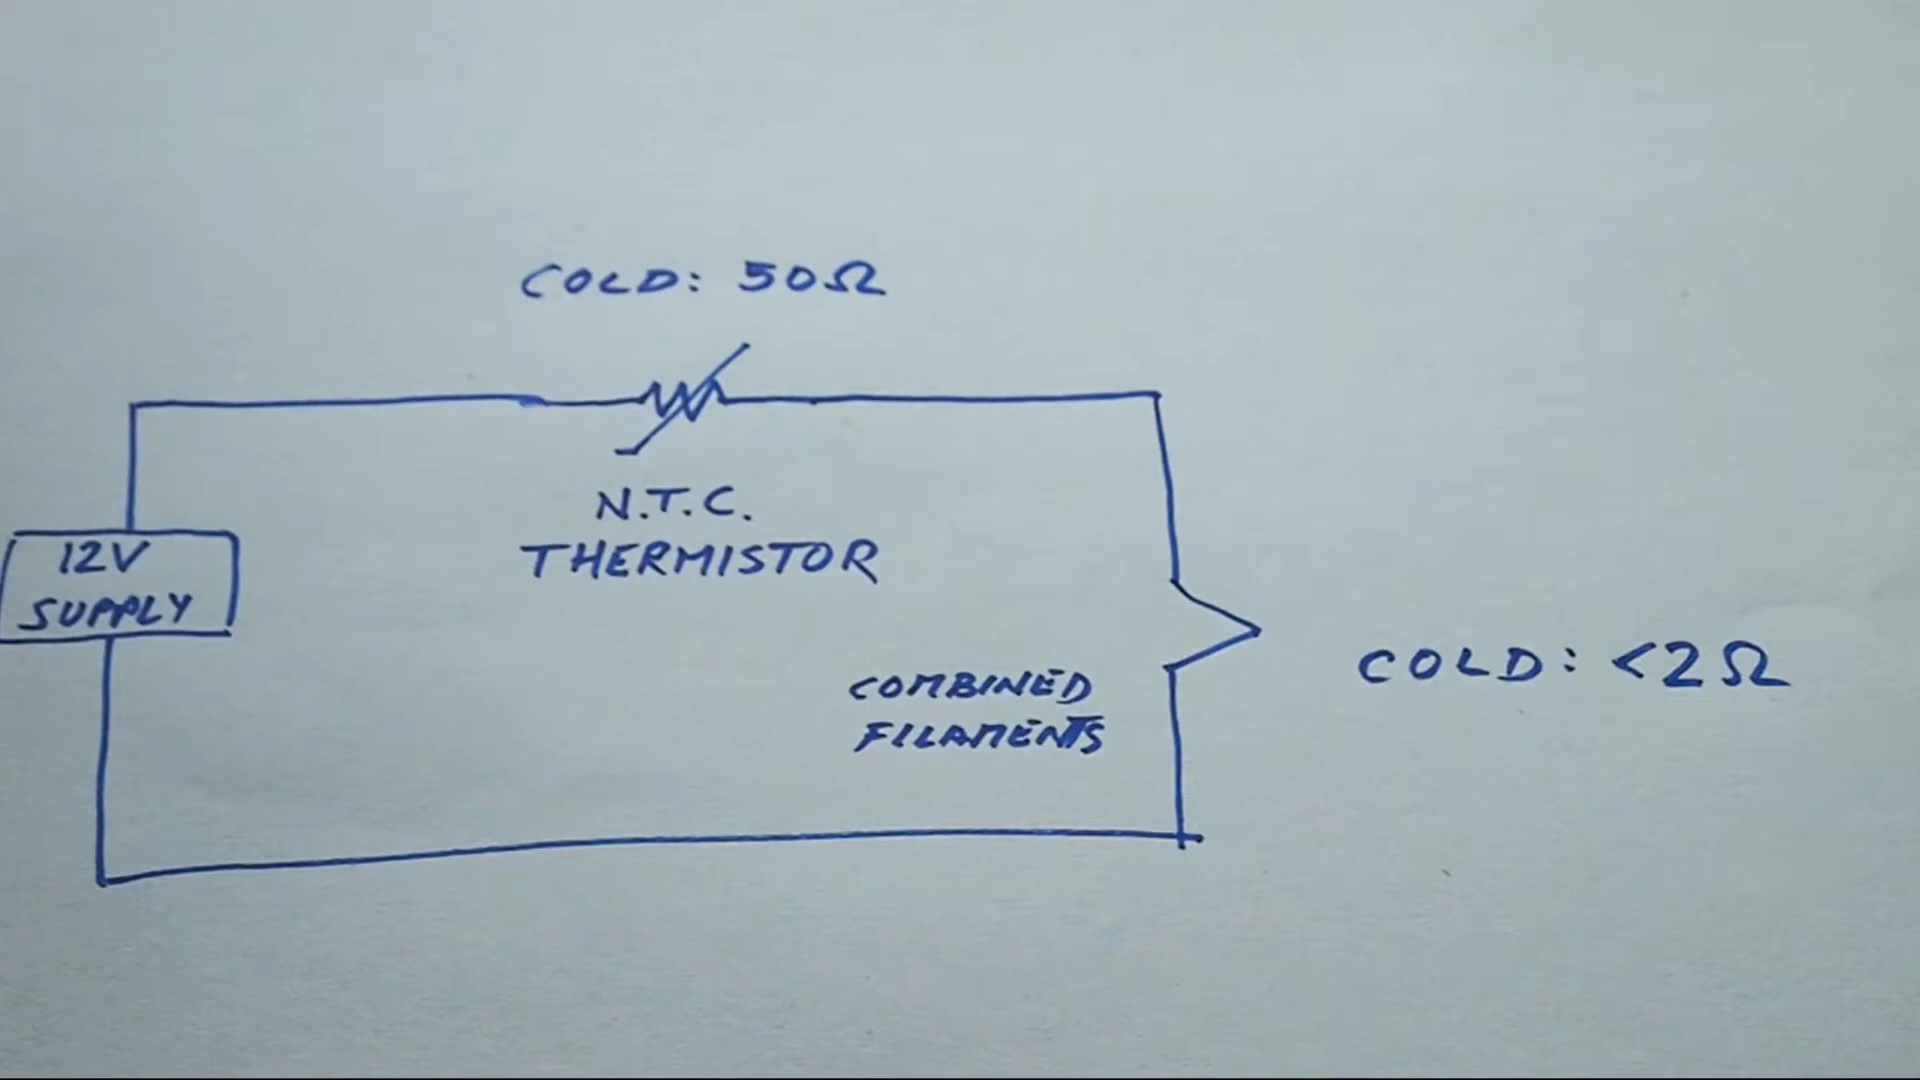 COLD: 50Ω
N.T.C.
THERMISTOR
12V
SUPPLY
COMBINED
FILAMENTS
COLD: <2Ω